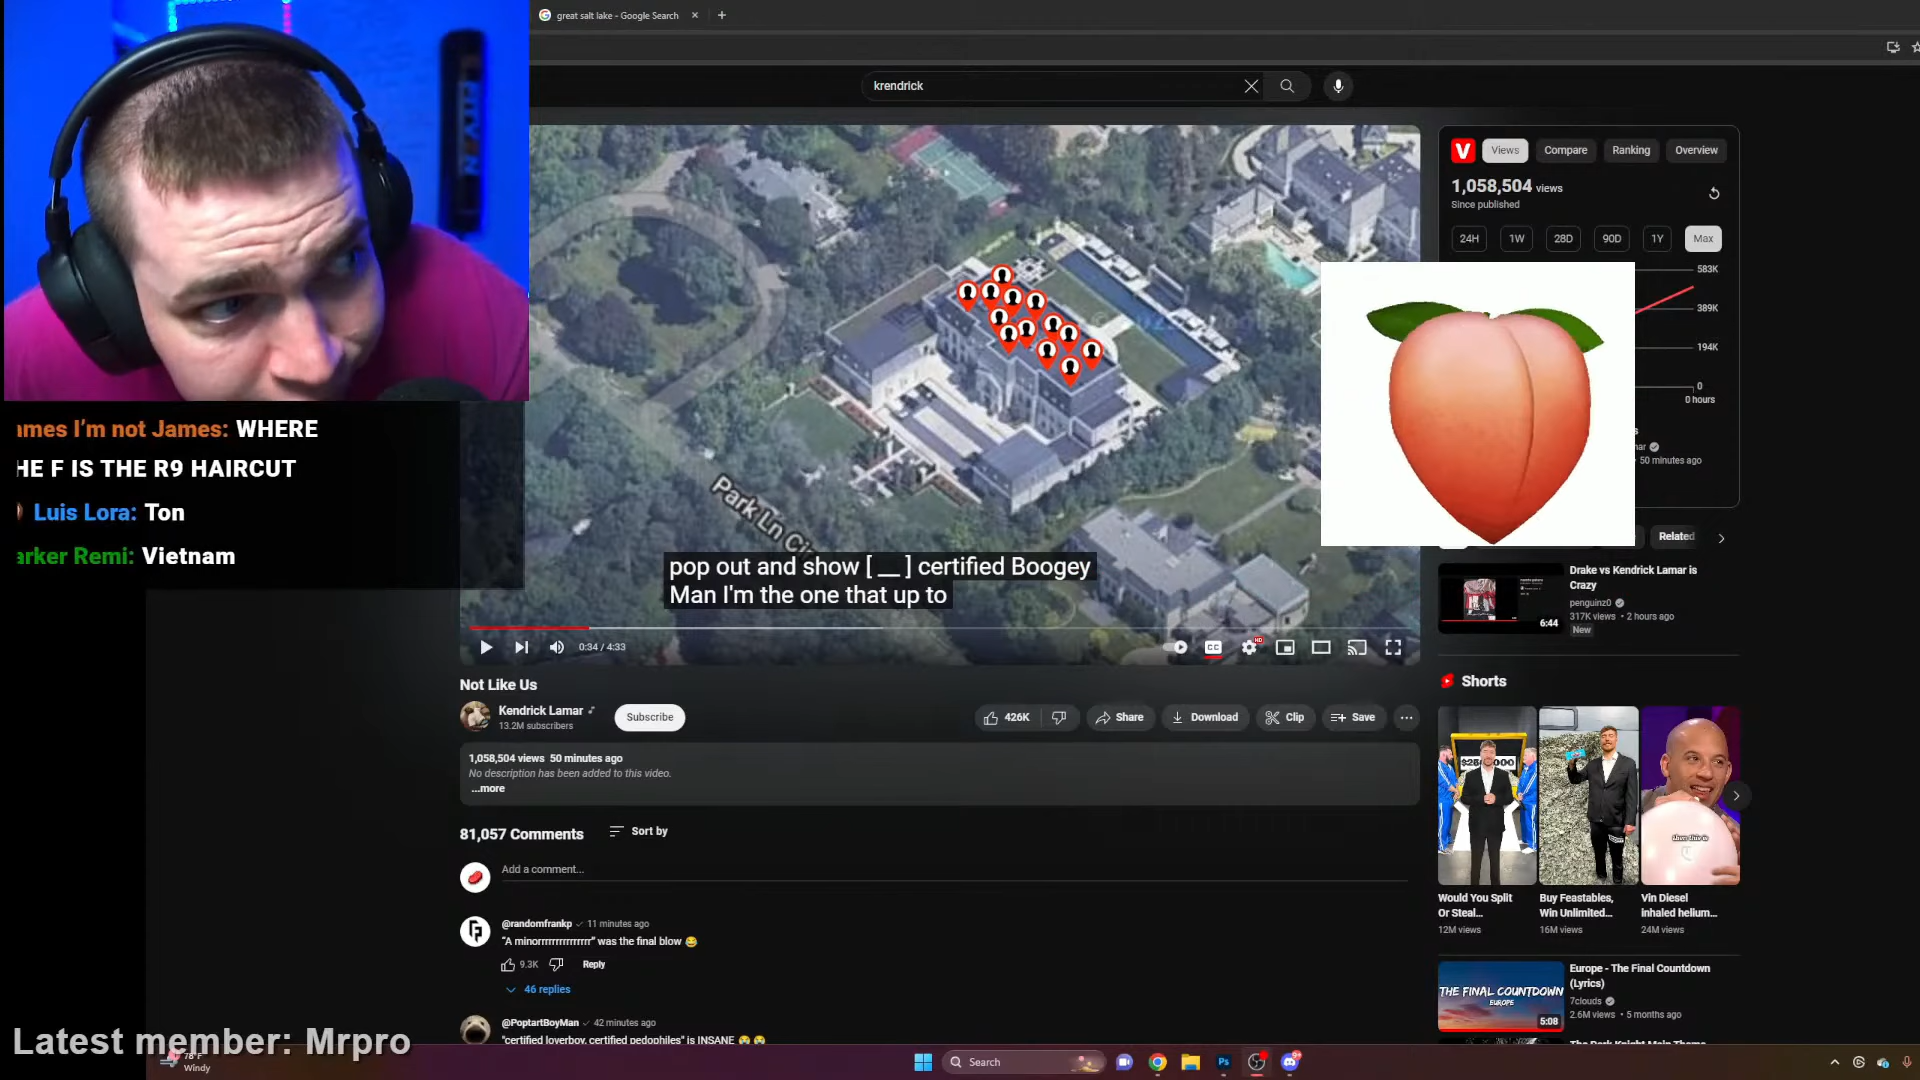 great salt lake - Google Search
krendrick
Views
Compare
Ranking
Overview
1,058,504 views
Since published
24H
1W
28D
90D
1Y
Max
583K
389K
194K
0
0 hours
50 minutes ago
Related
ames I'm not James: WHERE
HE F IS THE R9 HAIRCUT
Luis Lora: Ton
arker Remi: Vietnam
Park Ln Ci
pop out and show [ __ ] certified Boogey
Man I'm the one that up to
0:34 / 4:33
CC
HD
Not Like Us
Kendrick Lamar
13.2M subscribers
Subscribe
426K
Share
Download
Clip
Save
1,058,504 views 50 minutes ago
No description has been added to this video.
...more
81,057 Comments
Sort by
Add a comment...
@randomfrankp
11 minutes ago
"A minorrrrrrrrrrrrr" was the final blow 😂
9.3K
Reply
46 replies
@PoptartBoyMan
42 minutes ago
"certified loverboy, certified pedophiles" is INSANE 😭😭
Drake vs Kendrick Lamar is
Crazy
penguinz0
317K views • 2 hours ago
New
6:44
Shorts
Would You Split
Or Steal...
12M views
Buy Feastables,
Win Unlimited...
16M views
Vin Diesel
inhaled helium...
24M views
THE FINAL COUNTDOWN
EUROPE
5:08
Europe - The Final Countdown
(Lyrics)
7clouds
2.6M views • 5 months ago
Latest member: Mrpro
78°F
Windy
Search